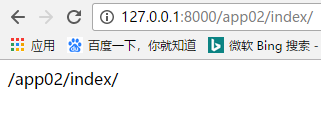 127.0.0.1:8000/app02/index/
应用 百度一下，你就知道 微软 Bing 搜索 -
/app02/index/